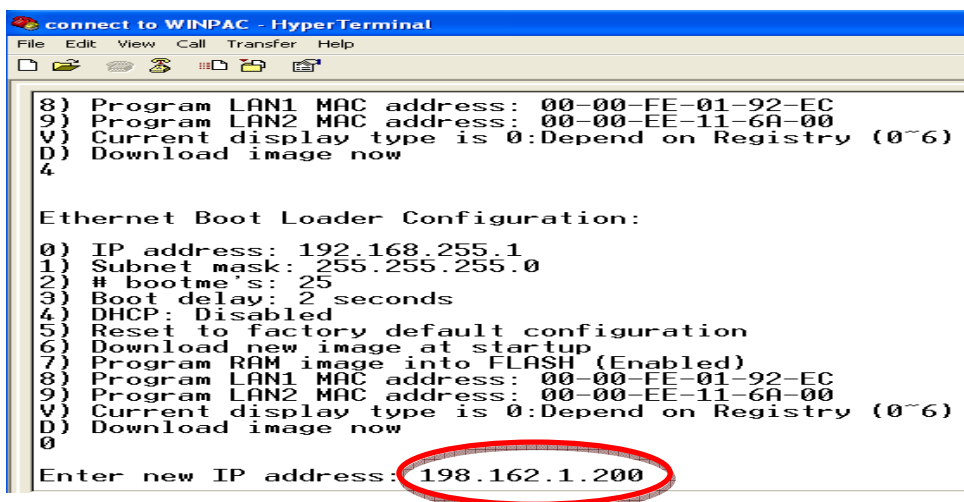 connect to WINPAC - HyperTerminal
File Edit View Call Transfer Help
8) Program LAN1 MAC address: 00-00-FE-01-92-EC
9) Program LAN2 MAC address: 00-00-EE-11-6A-00
V) Current display type is 0:Depend on Registry (0~6)
D) Download image now
4
Ethernet Boot Loader Configuration:
0) IP address: 192.168.255.1
1) Subnet mask: 255.255.255.0
2) # bootme's: 25
3) Boot delay: 2 seconds
4) DHCP: Disabled
5) Reset to factory default configuration
6) Download new image at startup
7) Program RAM image into FLASH (Enabled)
8) Program LAN1 MAC address: 00-00-FE-01-92-EC
9) Program LAN2 MAC address: 00-00-EE-11-6A-00
V) Current display type is 0:Depend on Registry (0~6)
D) Download image now
0
Enter new IP address: 198.162.1.200